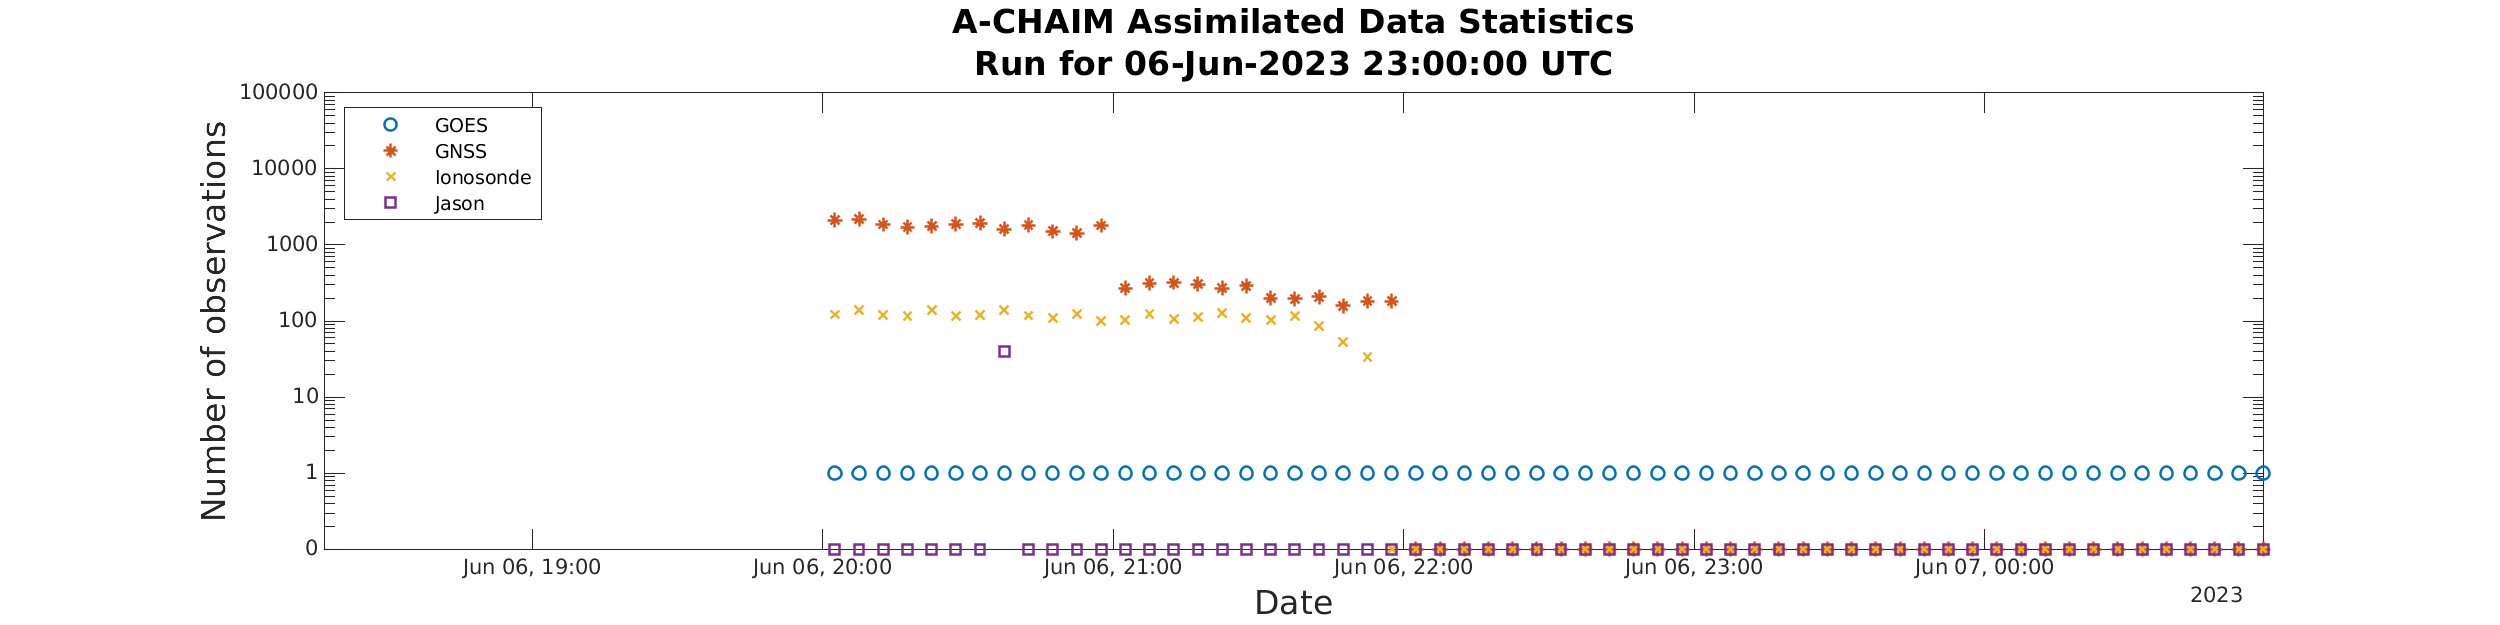 A-CHAIM Assimilated Data Statistics
Run for 06-Jun-2023 23:00:00 UTC
Number of observations
100000
10000
1000
100
10
1
0
GOES
GNSS
Ionosonde
Jason
Jun 06, 19:00 Jun 06, 20:00 Jun 06, 21:00 Jun 06, 22:00 Jun 06, 23:00 Jun 07, 00:00
2023
Date